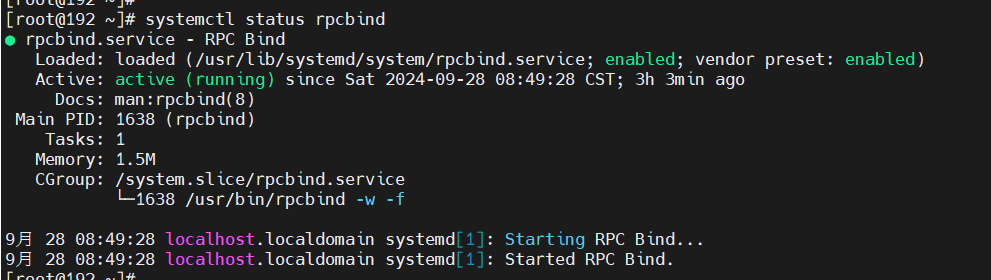 [root@192 ~]#
[root@192 ~]# systemctl status rpcbind
● rpcbind.service - RPC Bind
   Loaded: loaded (/usr/lib/systemd/system/rpcbind.service; enabled; vendor preset: enabled)
   Active: active (running) since Sat 2024-09-28 08:49:28 CST; 3h 3min ago
     Docs: man:rpcbind(8)
 Main PID: 1638 (rpcbind)
    Tasks: 1
   Memory: 1.5M
   CGroup: /system.slice/rpcbind.service
           └─1638 /usr/bin/rpcbind -w -f
9月 28 08:49:28 localhost.localdomain systemd[1]: Starting RPC Bind...
9月 28 08:49:28 localhost.localdomain systemd[1]: Started RPC Bind.
[root@192 ~]#